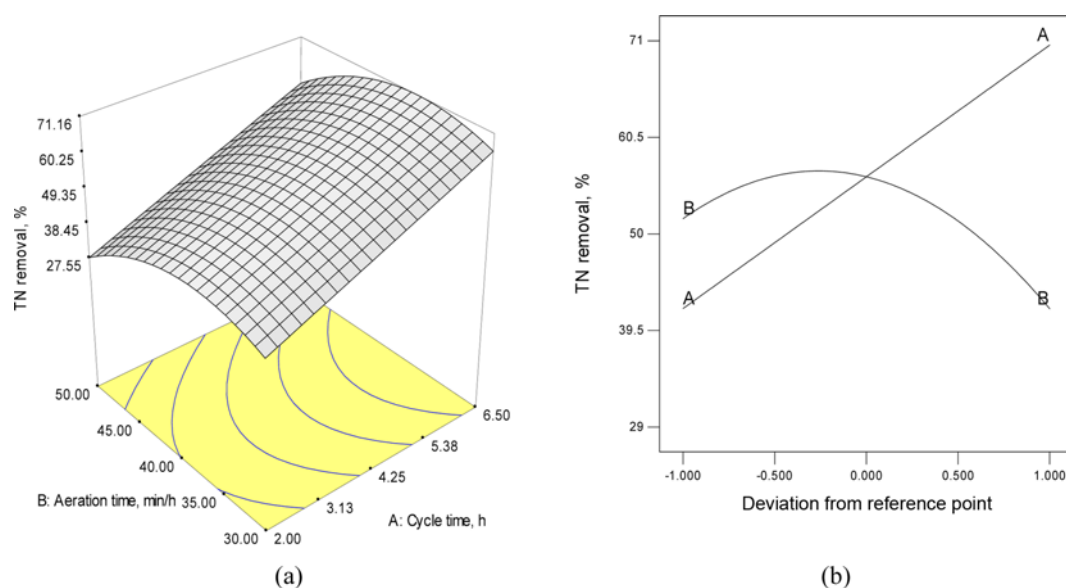 71.16
60.25
49.35
38.45
27.55
TN removal, %
50.00
45.00
40.00
35.00
30.00
B: Aeration time, min/h
2.00
3.13
4.25
5.38
6.50
A: Cycle time, h
(a)
71
60.5
50
39.5
29
TN removal, %
A
B
A
B
-1.000
-0.500
0.000
0.500
1.000
Deviation from reference point
(b)